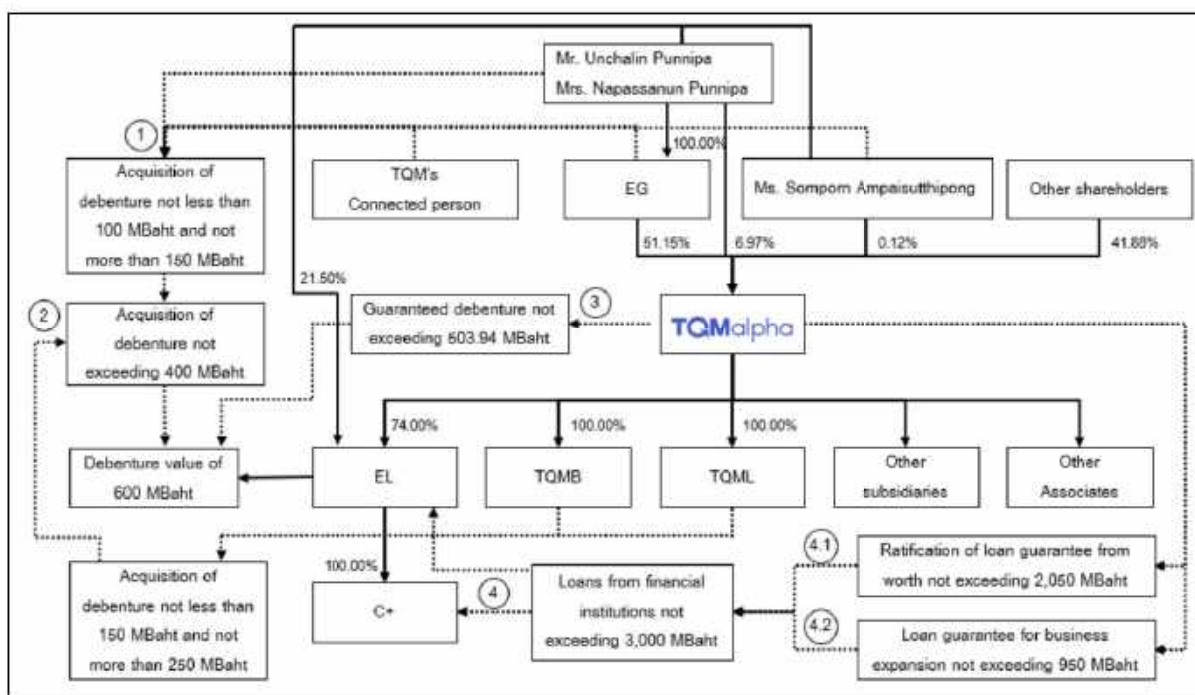 Mr. Unchalin Punnipa
Mrs. Napassanun Punnipa
1
100.00%
Acquisition of
debenture not less than
100 MBaht and not
more than 150 MBaht
TQM's
Connected person
EG
Ms. Somporn Ampaisutthipong
Other shareholders
51.15%
6.97%
0.12%
41.88%
21.50%
2
Acquisition of
debenture not
exceeding 400 MBaht
Guaranteed debenture not
exceeding 503.94 MBaht
3
TQMalpha
74.00%
100.00%
100.00%
Debenture value of
600 MBaht
EL
TQMB
TQML
Other
subsidiaries
Other
Associates
100.00%
Acquisition of
debenture not less than
150 MBaht and not
more than 250 MBaht
C+
4
Loans from financial
institutions not
exceeding 3,000 MBaht
4.1
Ratification of loan guarantee from
worth not exceeding 2,050 MBaht
4.2
Loan guarantee for business
expansion not exceeding 950 MBaht